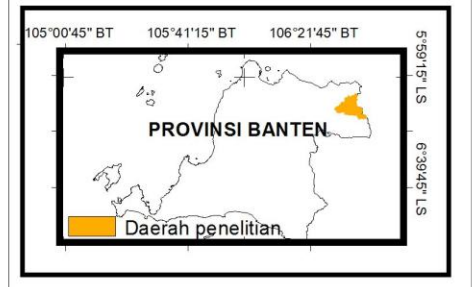 105°00'45" BT 105°41'15" BT 106°21'45" BT
5°59'15" LS
PROVINSI BANTEN
6°39'45" LS
Daerah penelitian